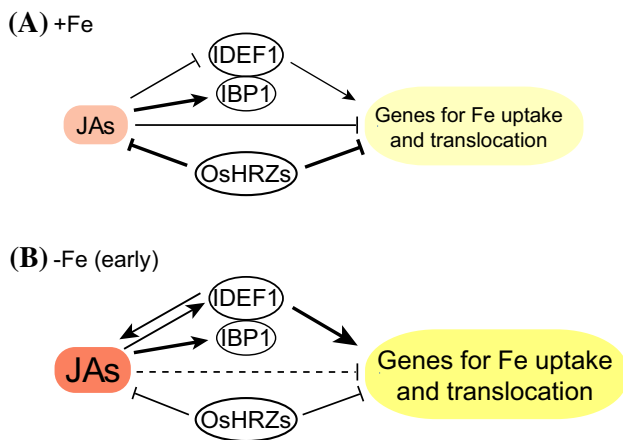 (A) +Fe
IDEF1
IBP1
JAs
Genes for Fe uptake
and translocation
OsHRZs
(B) -Fe (early)
IDEF1
IBP1
JAs
Genes for Fe uptake
and translocation
OsHRZs